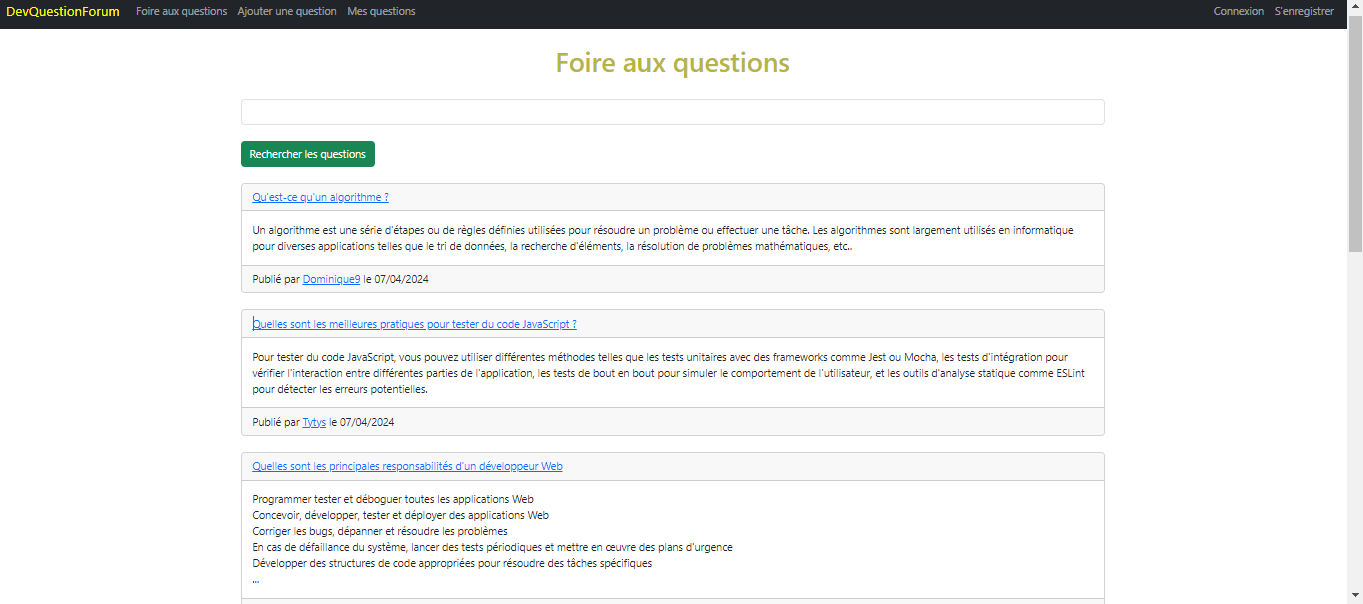 DevQuestionForum Foire aux questions Ajouter une question Mes questions Connexion S'enregistrer
Foire aux questions
Rechercher les questions
Qu'est-ce qu'un algorithme ?
Un algorithme est une série d'étapes ou de règles définies utilisées pour résoudre un problème ou effectuer une tâche. Les algorithmes sont largement utilisés en informatique
pour diverses applications telles que le tri de données, la recherche d'éléments, la résolution de problèmes mathématiques, etc..
Publié par Dominique9 le 07/04/2024
Quelles sont les meilleures pratiques pour tester du code JavaScript ?
Pour tester du code JavaScript, vous pouvez utiliser différentes méthodes telles que les tests unitaires avec des frameworks comme Jest ou Mocha, les tests d'intégration pour
vérifier l'interaction entre différentes parties de l'application, les tests de bout en bout pour simuler le comportement de l'utilisateur, et les outils d'analyse statique comme ESLint
pour détecter les erreurs potentielles.
Publié par Tytys le 07/04/2024
Quelles sont les principales responsabilités d'un développeur Web
Programmer tester et déboguer toutes les applications Web
Concevoir, développer, tester et déployer des applications Web
Corriger les bugs, dépanner et résoudre les problèmes
En cas de défaillance du système, lancer des tests périodiques et mettre en œuvre des plans d'urgence
Développer des structures de code appropriées pour résoudre des tâches spécifiques
...